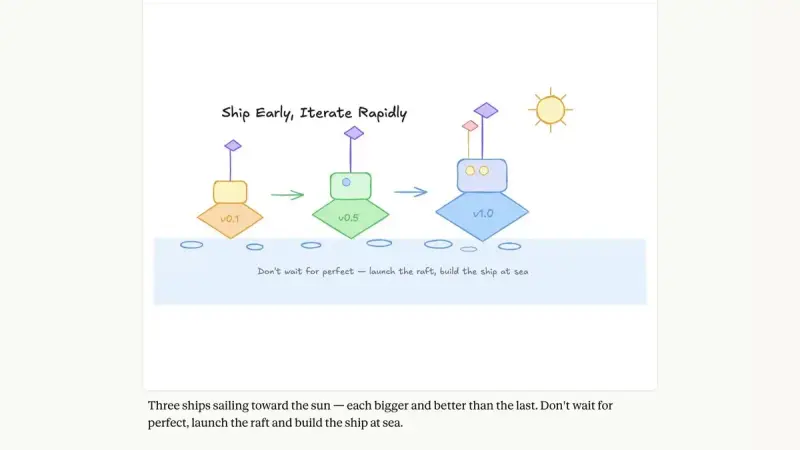 Ship Early, Iterate Rapidly
v0.1
v0.5
v1.0
Don't wait for perfect — launch the raft, build the ship at sea
Three ships sailing toward the sun — each bigger and better than the last. Don't wait for
perfect, launch the raft and build the ship at sea.